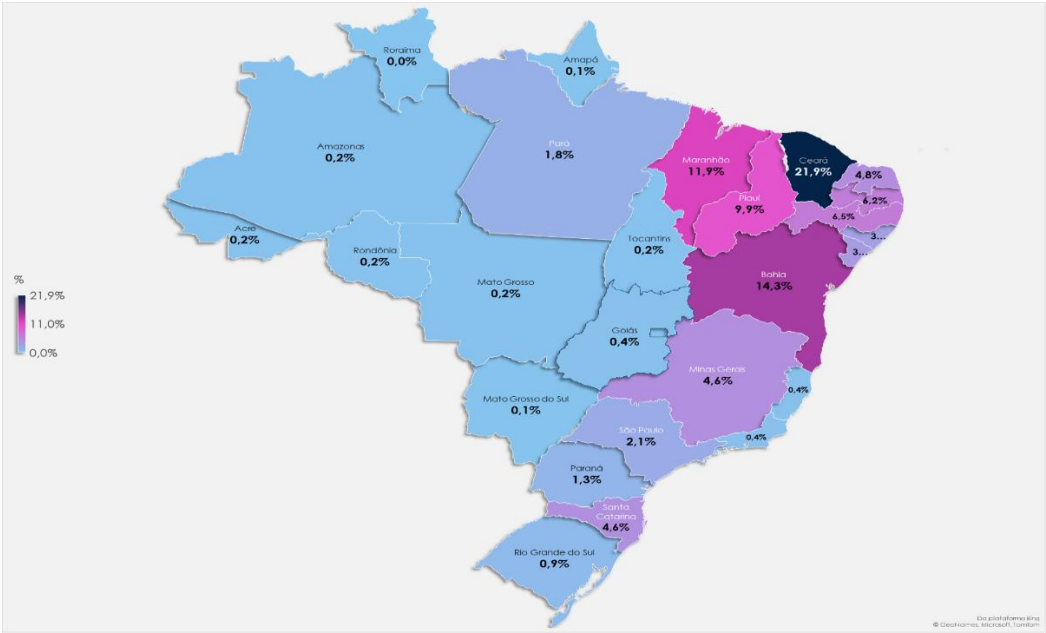 Roraima
0,0%
Amapá
0,1%
Amazonas
0,2%
Pará
1,8%
Maranhão
11,9%
Ceará
21,9%
4,8%
Piauí
9,9%
6,2%
6,5%
3...
3...
Acre
0,2%
Rondônia
0,2%
Tocantins
0,2%
Mato Grosso
0,2%
Bahia
14,3%
%
21,9%
11,0%
0,0%
Goiás
0,4%
Minas Gerais
4,6%
0,4%
Mato Grosso do Sul
0,1%
São Paulo
2,1%
0,4%
Paraná
1,3%
Santa
Catarina
4,6%
Rio Grande do Sul
0,9%
Da plataforma Bing
© GeoNames, Microsoft, TomTom